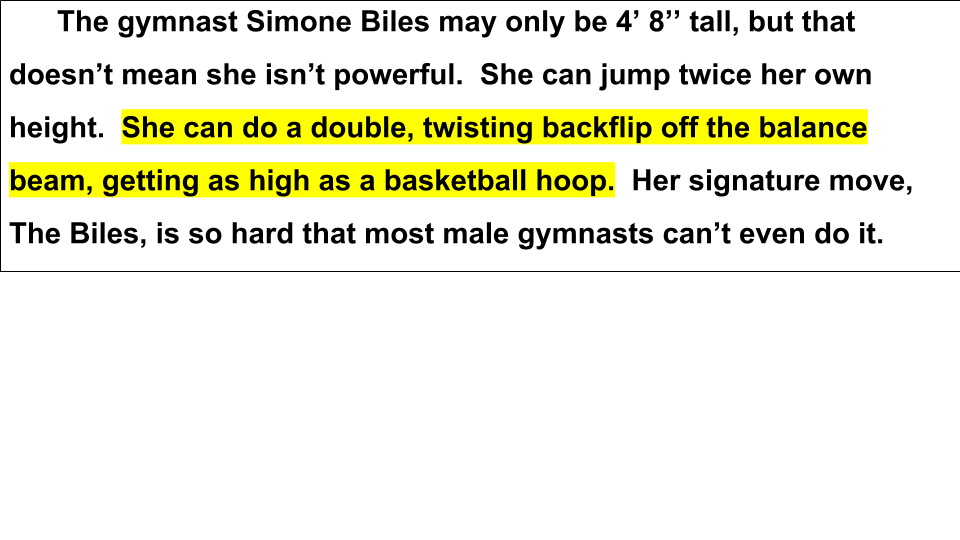 The gymnast Simone Biles may only be 4’ 8’’ tall, but that
doesn’t mean she isn’t powerful.  She can jump twice her own
height.  She can do a double, twisting backflip off the balance
beam, getting as high as a basketball hoop.  Her signature move,
The Biles, is so hard that most male gymnasts can’t even do it.